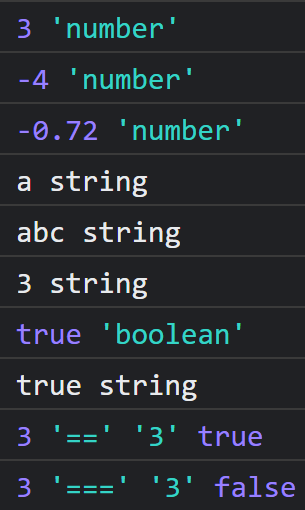 3 'number'
-4 'number'
-0.72 'number'
a string
abc string
3 string
true 'boolean'
true string
3 '==' '3' true
3 '===' '3' false